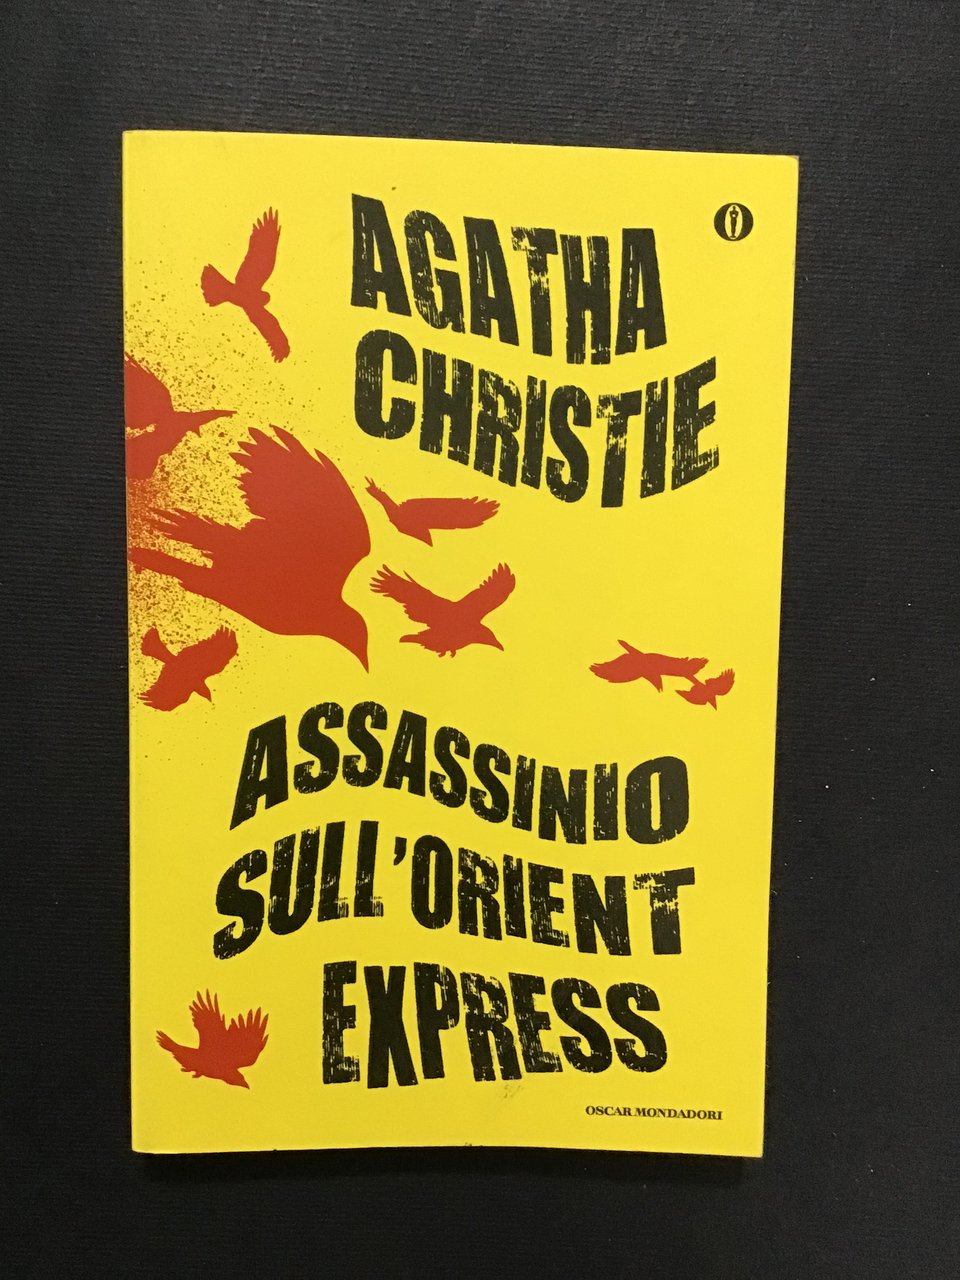 AGATHA
CHRISTIE
ASSASSINIO
SULL'ORIENT
EXPRESS
OSCAR MONDADORI